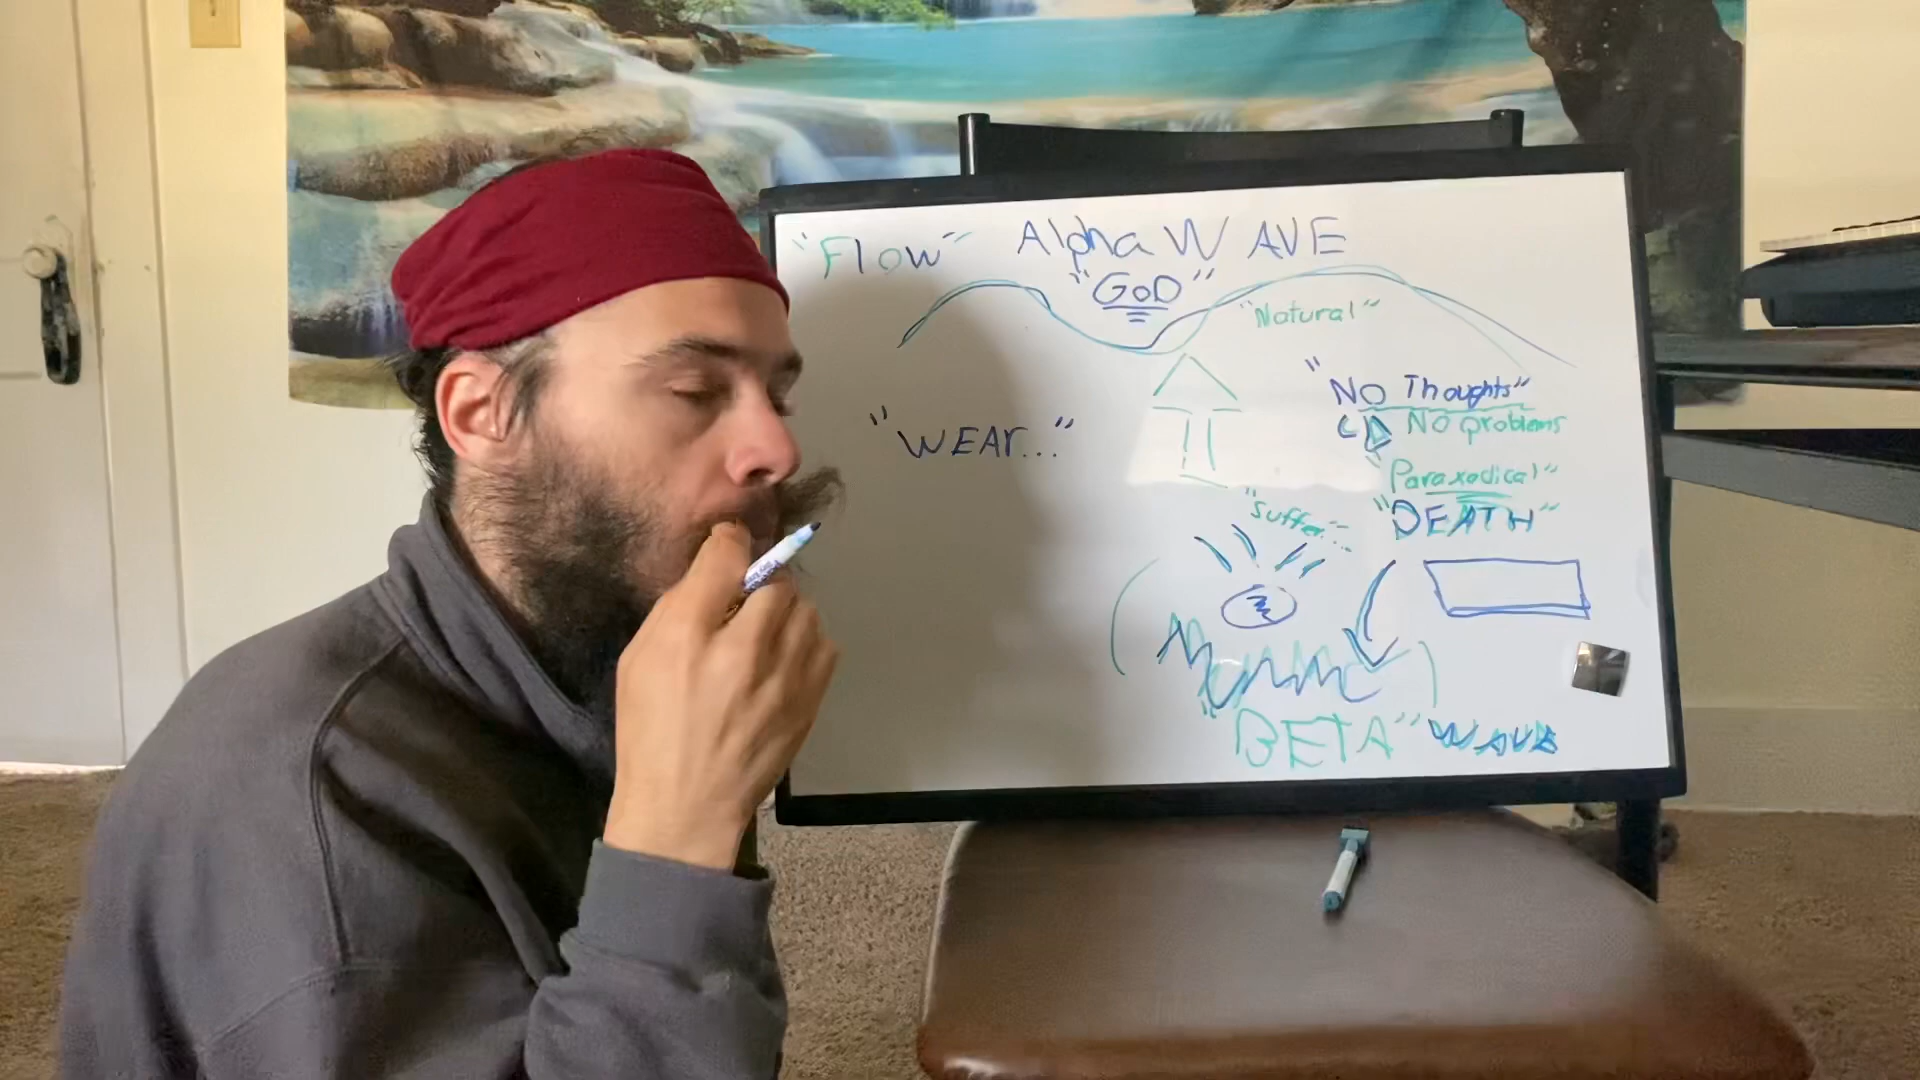 "Flow" Alpha WAVE
"GoD"
"Natural"
"No Thoughts"
No problems
"WEAr..."
"Paraxodical"
"Suffer..."
"DEATH"
"BETA" WAVE